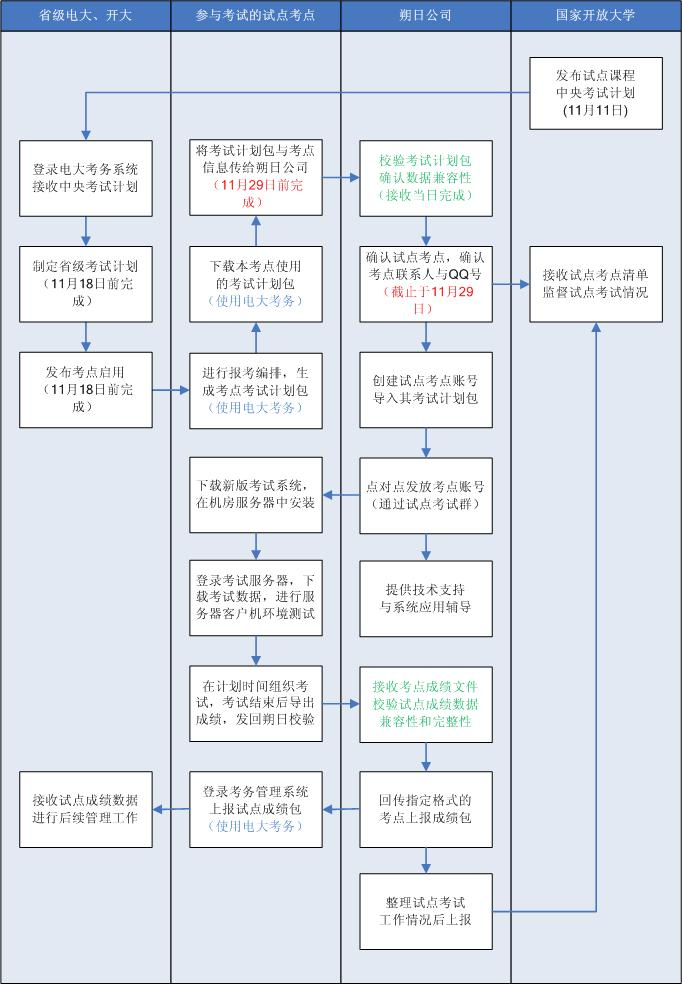 省级电大、开大
参与考试的试点考点
朔日公司
国家开放大学
发布试点课程
中央考试计划
(11月11日)
登录电大考务系统
接收中央考试计划
将考试计划包与考点
信息传给朔日公司
（11月29日前完
成）
校验考试计划包
确认数据兼容性
（接收当日完成）
制定省级考试计划
（11月18日前完
成）
下载本考点使用
的考试计划包
（使用电大考务）
确认试点考点，确认
考点联系人与QQ号
（截止于11月29
日）
接收试点考点清单
监督试点考试情况
发布考点启用
（11月18日前完
成）
进行报考编排，生
成考点考试计划包
（使用电大考务）
创建试点考点账号
导入其考试计划包
下载新版考试系统，
在机房服务器中安装
点对点发放考点账号
（通过试点考试群）
登录考试服务器，下
载考试数据，进行服
务器客户机环境测试
提供技术支持
与系统应用辅导
在计划时间组织考
试，考试结束后导出
成绩，发回朔日校验
接收考点成绩文件
校验试点成绩数据
兼容性和完整性
接收试点成绩数据
进行后续管理工作
登录考务管理系统
上报试点成绩包
（使用电大考务）
回传指定格式的
考点上报成绩包
整理试点考试
工作情况后上报